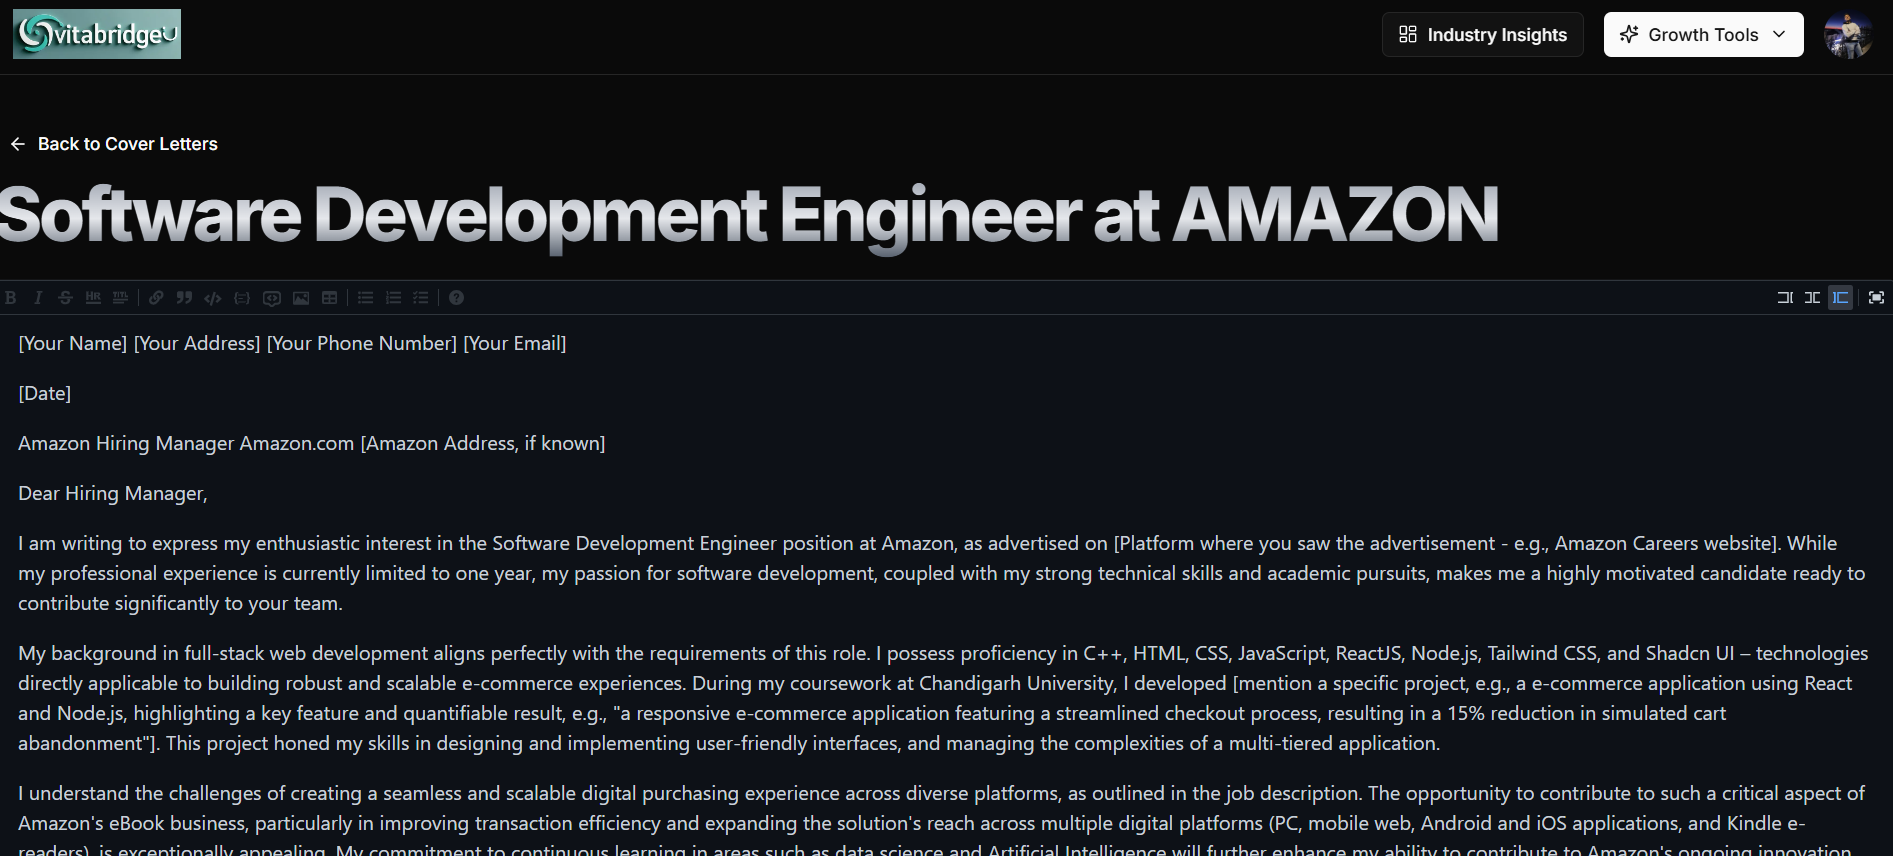 vitabridgeU
Industry Insights
Growth Tools
Back to Cover Letters
Software Development Engineer at AMAZON
[Your Name] [Your Address] [Your Phone Number] [Your Email]
[Date]
Amazon Hiring Manager Amazon.com [Amazon Address, if known]
Dear Hiring Manager,
I am writing to express my enthusiastic interest in the Software Development Engineer position at Amazon, as advertised on [Platform where you saw the advertisement - e.g., Amazon Careers website]. While
my professional experience is currently limited to one year, my passion for software development, coupled with my strong technical skills and academic pursuits, makes me a highly motivated candidate ready to
contribute significantly to your team.
My background in full-stack web development aligns perfectly with the requirements of this role. I possess proficiency in C++, HTML, CSS, JavaScript, ReactJS, Node.js, Tailwind CSS, and Shadcn UI – technologies
directly applicable to building robust and scalable e-commerce experiences. During my coursework at Chandigarh University, I developed [mention a specific project, e.g., a e-commerce application using React
and Node.js, highlighting a key feature and quantifiable result, e.g., "a responsive e-commerce application featuring a streamlined checkout process, resulting in a 15% reduction in simulated cart
abandonment"]. This project honed my skills in designing and implementing user-friendly interfaces, and managing the complexities of a multi-tiered application.
I understand the challenges of creating a seamless and scalable digital purchasing experience across diverse platforms, as outlined in the job description. The opportunity to contribute to such a critical aspect of
Amazon's eBook business, particularly in improving transaction efficiency and expanding the solution's reach across multiple digital platforms (PC, mobile web, Android and iOS applications, and Kindle e-
readers), is exceptionally appealing. My commitment to continuous learning in areas such as data science and Artificial Intelligence will further enhance my ability to contribute to Amazon's ongoing innovation